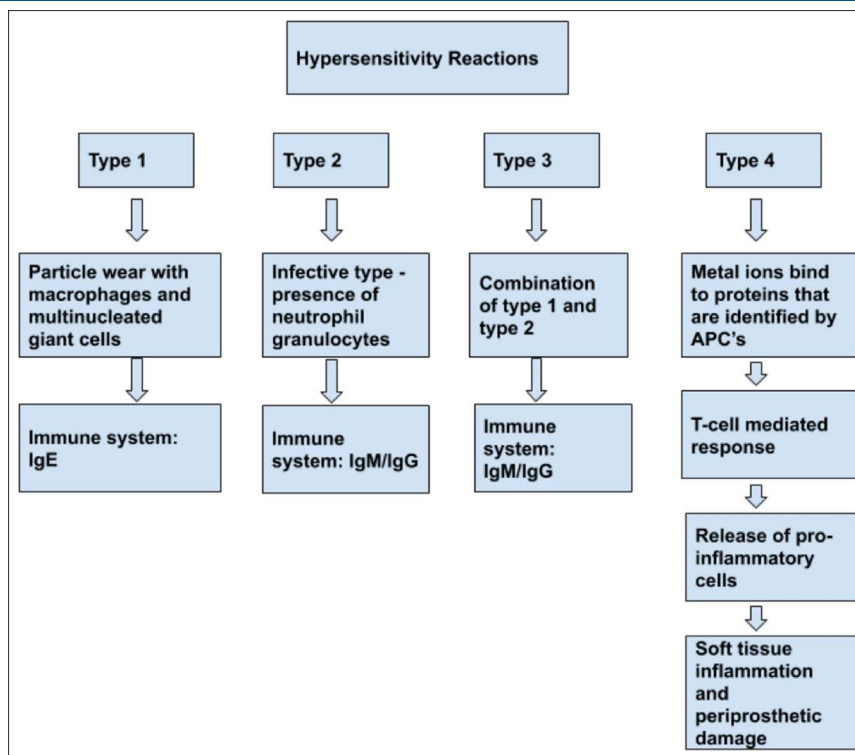 Hypersensitivity Reactions
Type 1
Particle wear with
macrophages and
multinucleated
giant cells
Immune system:
IgE
Type 2
Infective type -
presence of
neutrophil
granulocytes
Immune
system: IgM/IgG
Type 3
Combination
of type 1 and
type 2
Immune
system:
IgM/IgG
Type 4
Metal ions bind
to proteins that
are identified by
APC's
T-cell mediated
response
Release of pro-
inflammatory
cells
Soft tissue
inflammation
and
periprosthetic
damage